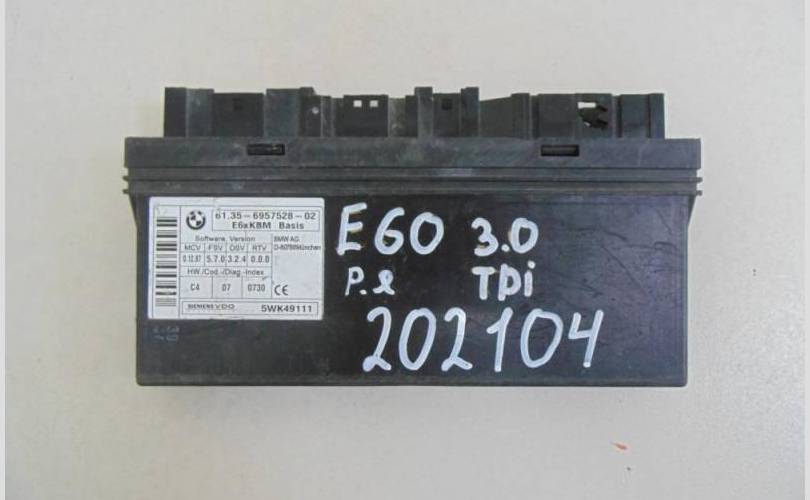 61.35-6957528-02
E6xKBM Basis
Software, Version
MCV FSV OSV RTV
0.12.87 5.7.0 3.2.4 0.0.0
BMW AG
HW-/Cod.-/Diag.-Index
C4 07 0730
CE
SIEMENS VDO 5WK49111
E60 3.0
P.e TDi
202104